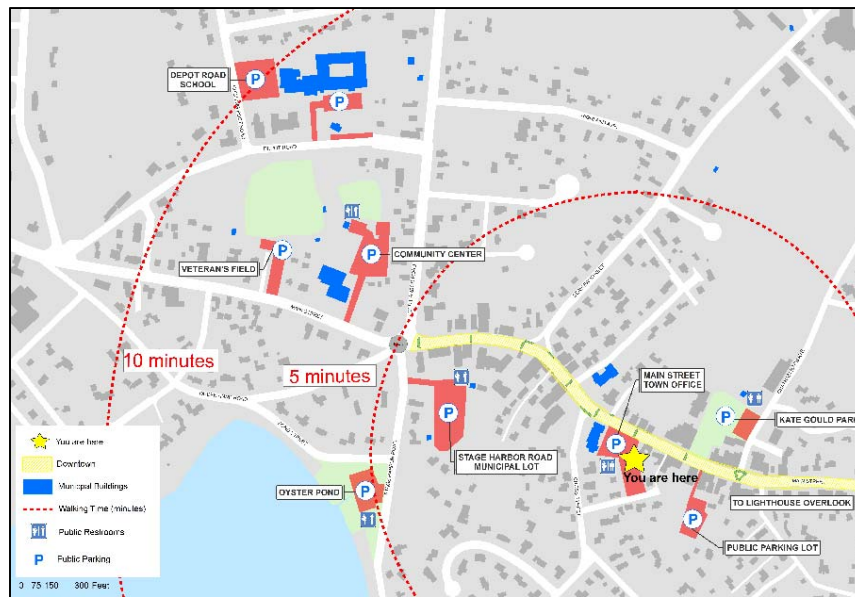 DEPOT ROAD
SCHOOL
P
P
P
VETERAN'S FIELD
P
COMMUNITY CENTER
MAIN STREET
10 minutes
5 minutes
MAIN STREET
TOWN OFFICE
P
KATE GOULD PARK
P
P
STAGE HARBOR ROAD
MUNICIPAL LOT
You are here
P
OYSTER POND
TO LIGHTHOUSE OVERLOOK
P
PUBLIC PARKING LOT
You are here
Downtown
Municipal Buildings
Walking Time (minutes)
Public Restrooms
P
Public Parking
0 75 150 300 Feet